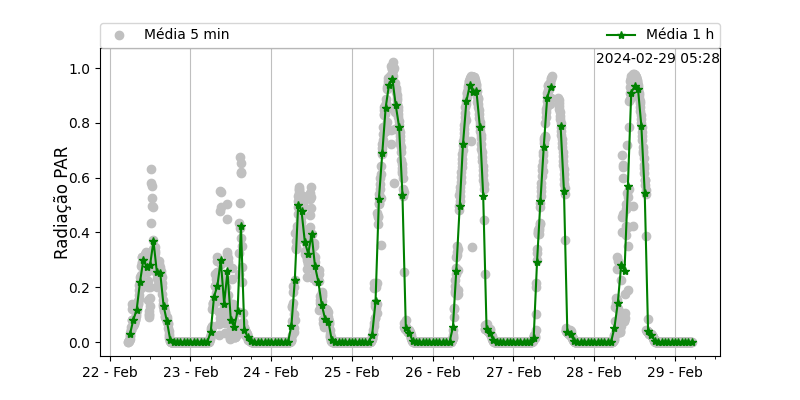 Média 5 min
Média 1 h
2024-02-29 05:28
Radiação PAR
1.0
0.8
0.6
0.4
0.2
0.0
22 - Feb
23 - Feb
24 - Feb
25 - Feb
26 - Feb
27 - Feb
28 - Feb
29 - Feb